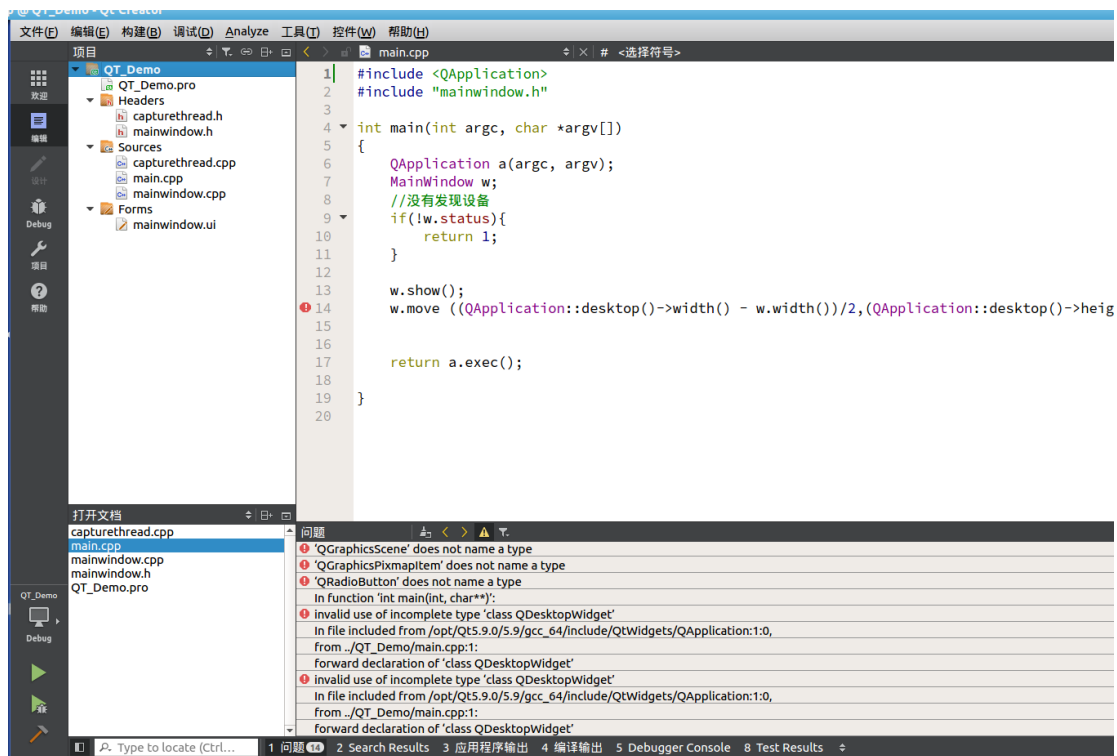 文件(F) 编辑(E) 构建(B) 调试(D) Analyze 工具(T) 控件(W) 帮助(H)
项目
main.cpp
# <选择符号>
欢迎
编辑
设计
Debug
项目
帮助
QT_Demo
QT_Demo.pro
Headers
capturethread.h
mainwindow.h
Sources
capturethread.cpp
main.cpp
mainwindow.cpp
Forms
mainwindow.ui
1 #include <QApplication>
2 #include "mainwindow.h"
3
4 int main(int argc, char *argv[])
5 {
6 QApplication a(argc, argv);
7 MainWindow w;
8 //没有发现设备
9 if(!w.status){
10 return 1;
11 }
12
13 w.show();
14 w.move ((QApplication::desktop()->width() - w.width())/2,(QApplication::desktop()->heig
15
16
17 return a.exec();
18
19 }
20
打开文档
capturethread.cpp
main.cpp
mainwindow.cpp
mainwindow.h
QT_Demo.pro
QT_Demo
Debug
问题
‘QGraphicsScene’ does not name a type
‘QGraphicsPixmapItem’ does not name a type
‘QRadioButton’ does not name a type
In function ‘int main(int, char**)’:
invalid use of incomplete type ‘class QDesktopWidget’
In file included from /opt/Qt5.9.0/5.9/gcc_64/include/QtWidgets/QApplication:1:0,
from ../QT_Demo/main.cpp:1:
forward declaration of ‘class QDesktopWidget’
invalid use of incomplete type ‘class QDesktopWidget’
In file included from /opt/Qt5.9.0/5.9/gcc_64/include/QtWidgets/QApplication:1:0,
from ../QT_Demo/main.cpp:1:
forward declaration of ‘class QDesktopWidget’
Type to locate (Ctrl... 1 问题 14 2 Search Results 3 应用程序输出 4 编译输出 5 Debugger Console 8 Test Results